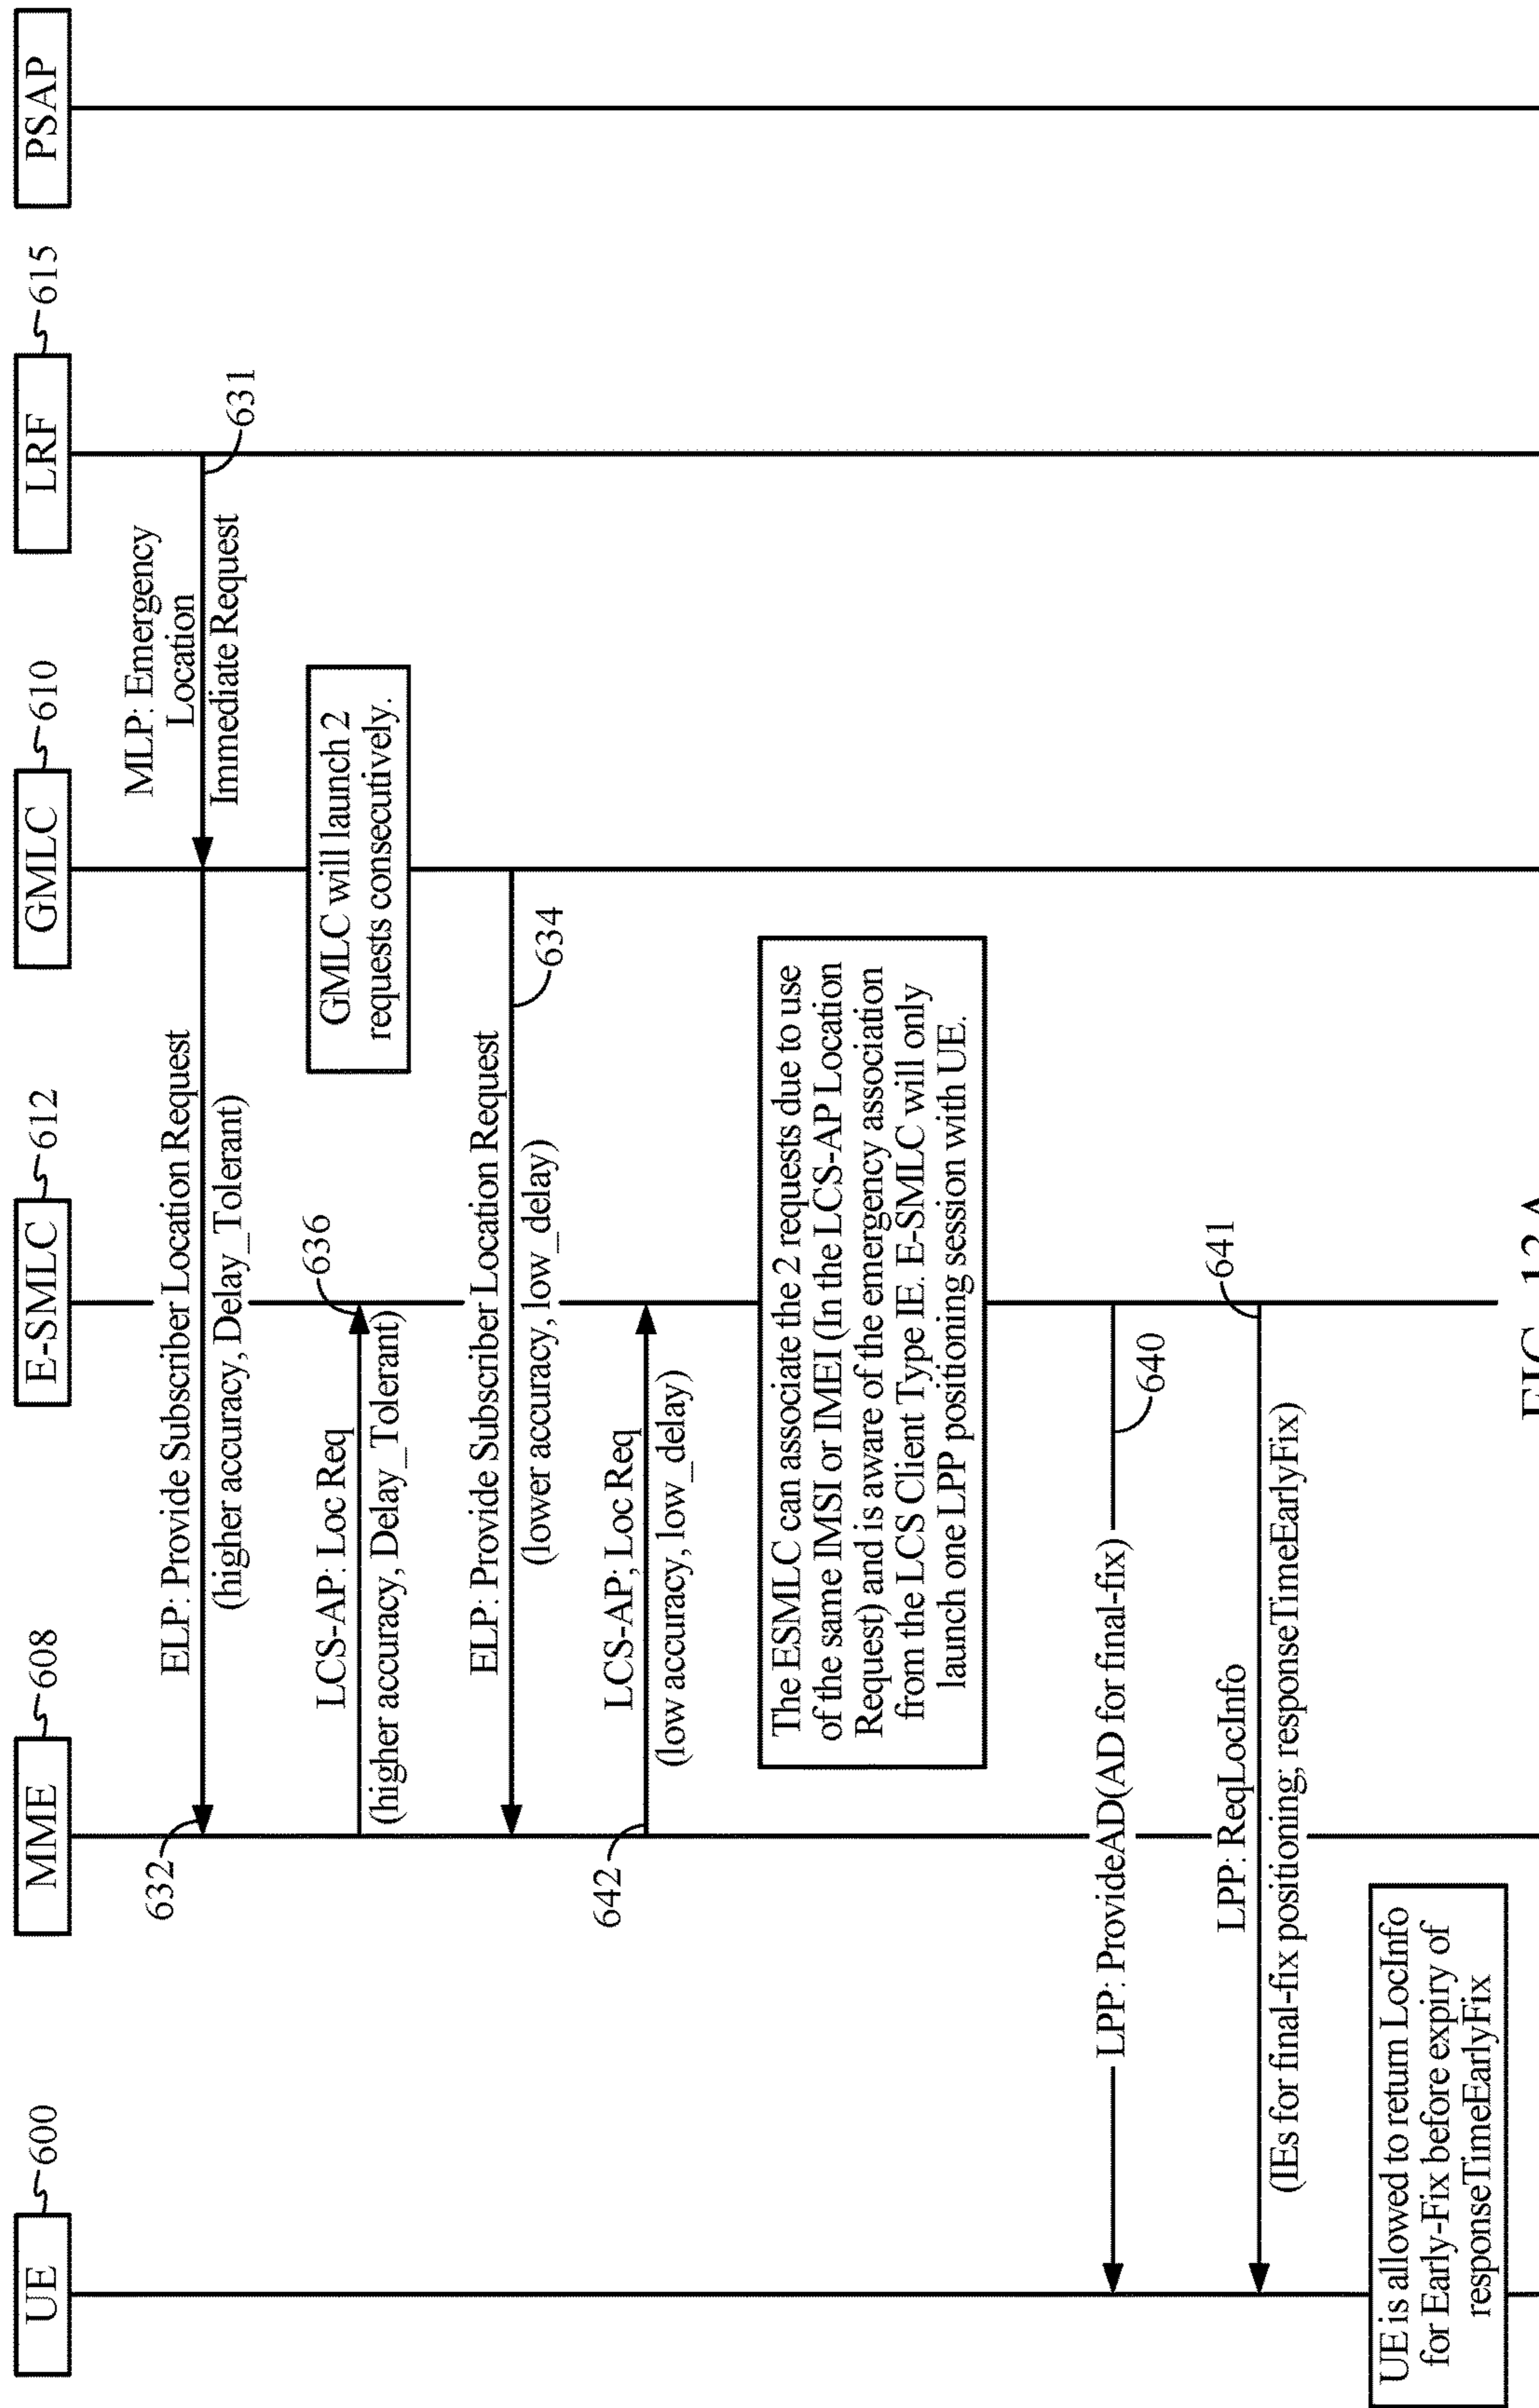 UE
600
MME
608
E-SMLC
612
GMLC
610
LRF
615
PSAP
MLP: Emergency
Location
Immediate Request
631
ELP: Provide Subscriber Location Request
(higher accuracy, Delay_Tolerant)
632
GMLC will launch 2
requests consecutively.
LCS-AP: Loc Req
(higher accuracy, Delay_Tolerant)
636
ELP: Provide Subscriber Location Request
(lower accuracy, low_delay)
634
LCS-AP; Loc Req
(low accuracy, low_delay)
642
The ESMLC can associate the 2 requests due to use
of the same IMSI or IMEI (In the LCS-AP Location
Request) and is aware of the emergency association
from the LCS Client Type IE. E-SMLC will only
launch one LPP positioning session with UE.
LPP: ProvideAD(AD for final-fix)
640
LPP: ReqLocInfo
(IEs for final-fix positioning; responseTimeEarlyFix)
641
UE is allowed to return LocInfo
for Early-Fix before expiry of
responseTimeEarlyFix